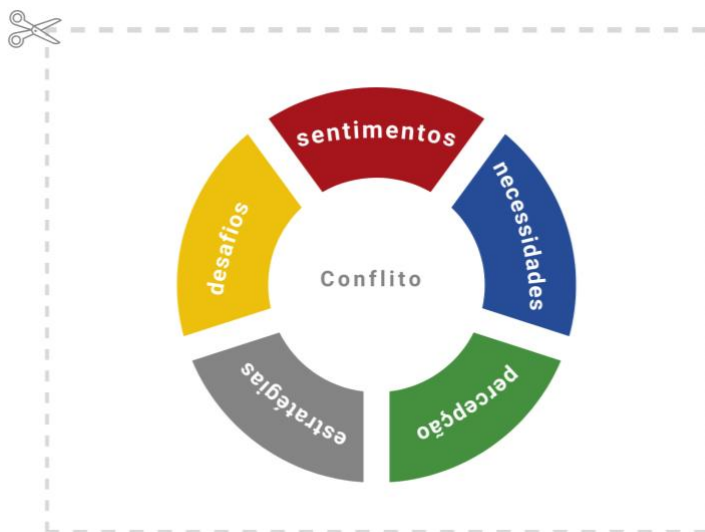 sentimentos
necessidades
percepção
estratégias
desafios
Conflito